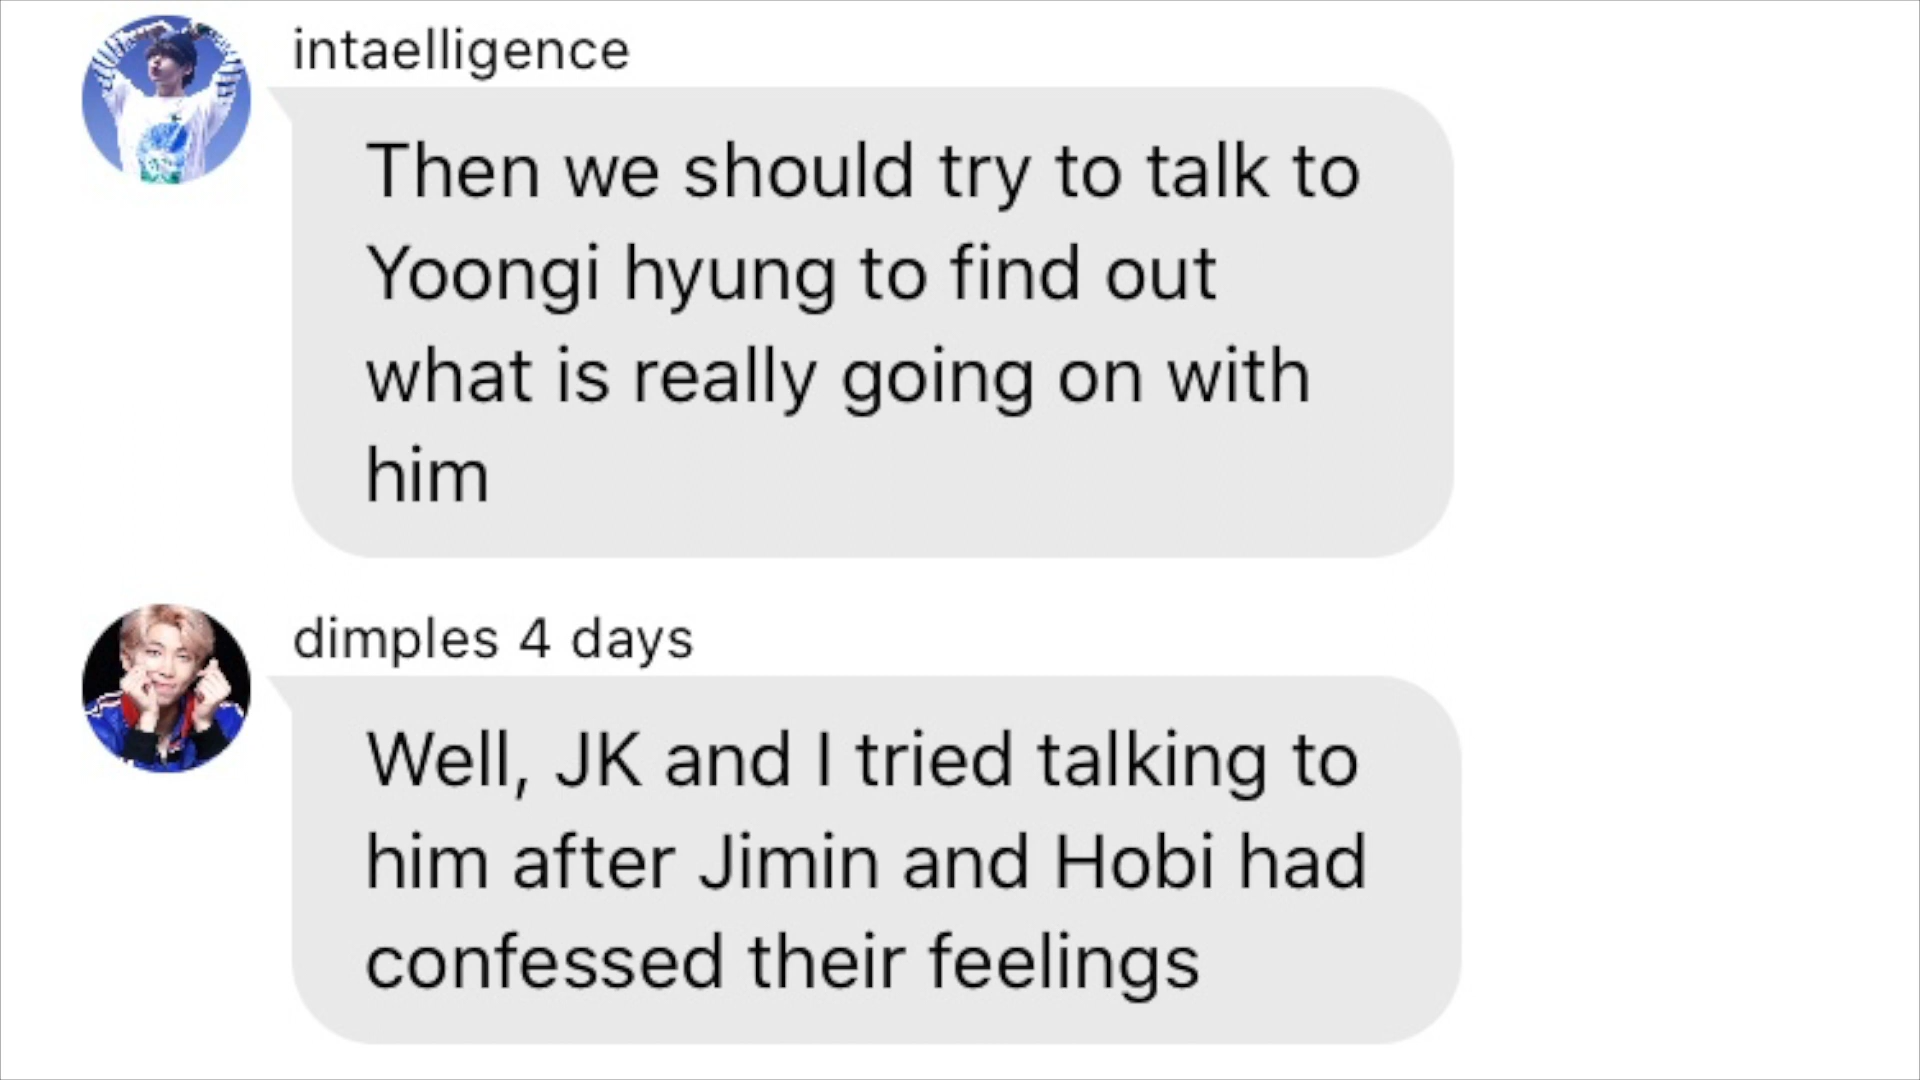 intaelligence
Then we should try to talk to
Yoongi hyung to find out
what is really going on with
him
dimples 4 days
Well, JK and I tried talking to
him after Jimin and Hobi had
confessed their feelings